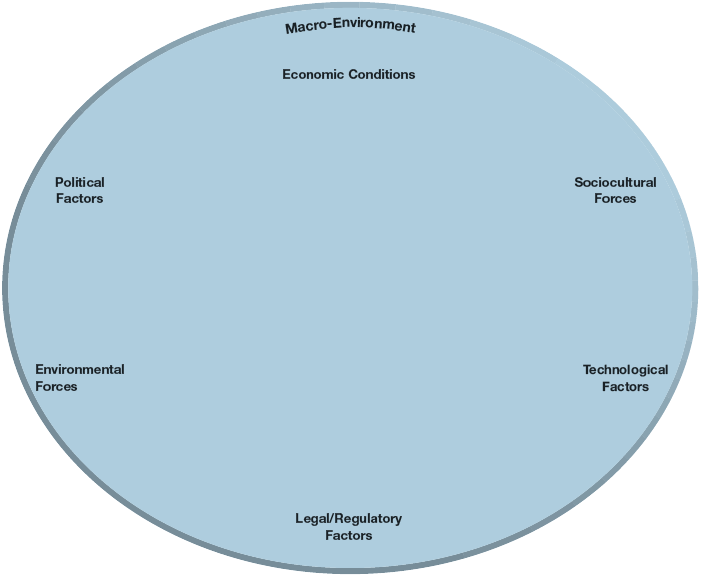 Macro-Environment
Economic Conditions
Political
Factors
Sociocultural
Forces
Environmental
Forces
Technological
Factors
Legal/Regulatory
Factors